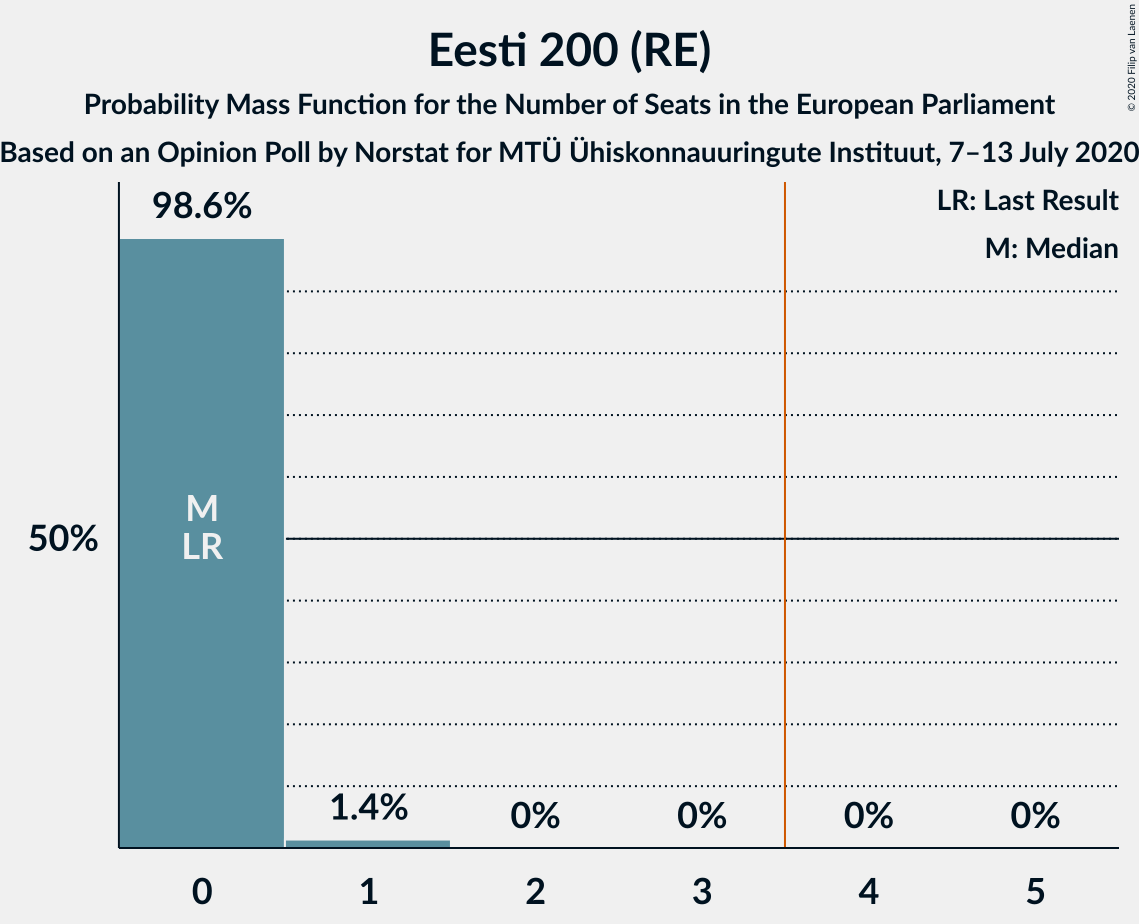 Eesti 200 (RE)
Probability Mass Function for the Number of Seats in the European Parliament
Based on an Opinion Poll by Norstat for MTÜ Ühiskonnauuringute Instituut, 7–13 July 2020
© 2020 Filip van Laenen
LR: Last Result
M: Median
98.6%
M
LR
50%
1.4%
0%
0%
0%
0%
0
1
2
3
4
5